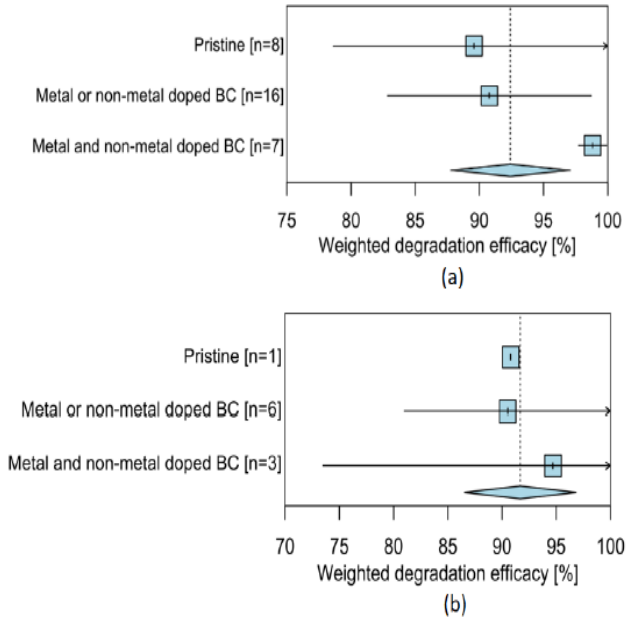 Pristine [n=8]
Metal or non-metal doped BC [n=16]
Metal and non-metal doped BC [n=7]
75 80 85 90 95 100
Weighted degradation efficacy [%]
(a)
Pristine [n=1]
Metal or non-metal doped BC [n=6]
Metal and non-metal doped BC [n=3]
70 75 80 85 90 95 100
Weighted degradation efficacy [%]
(b)